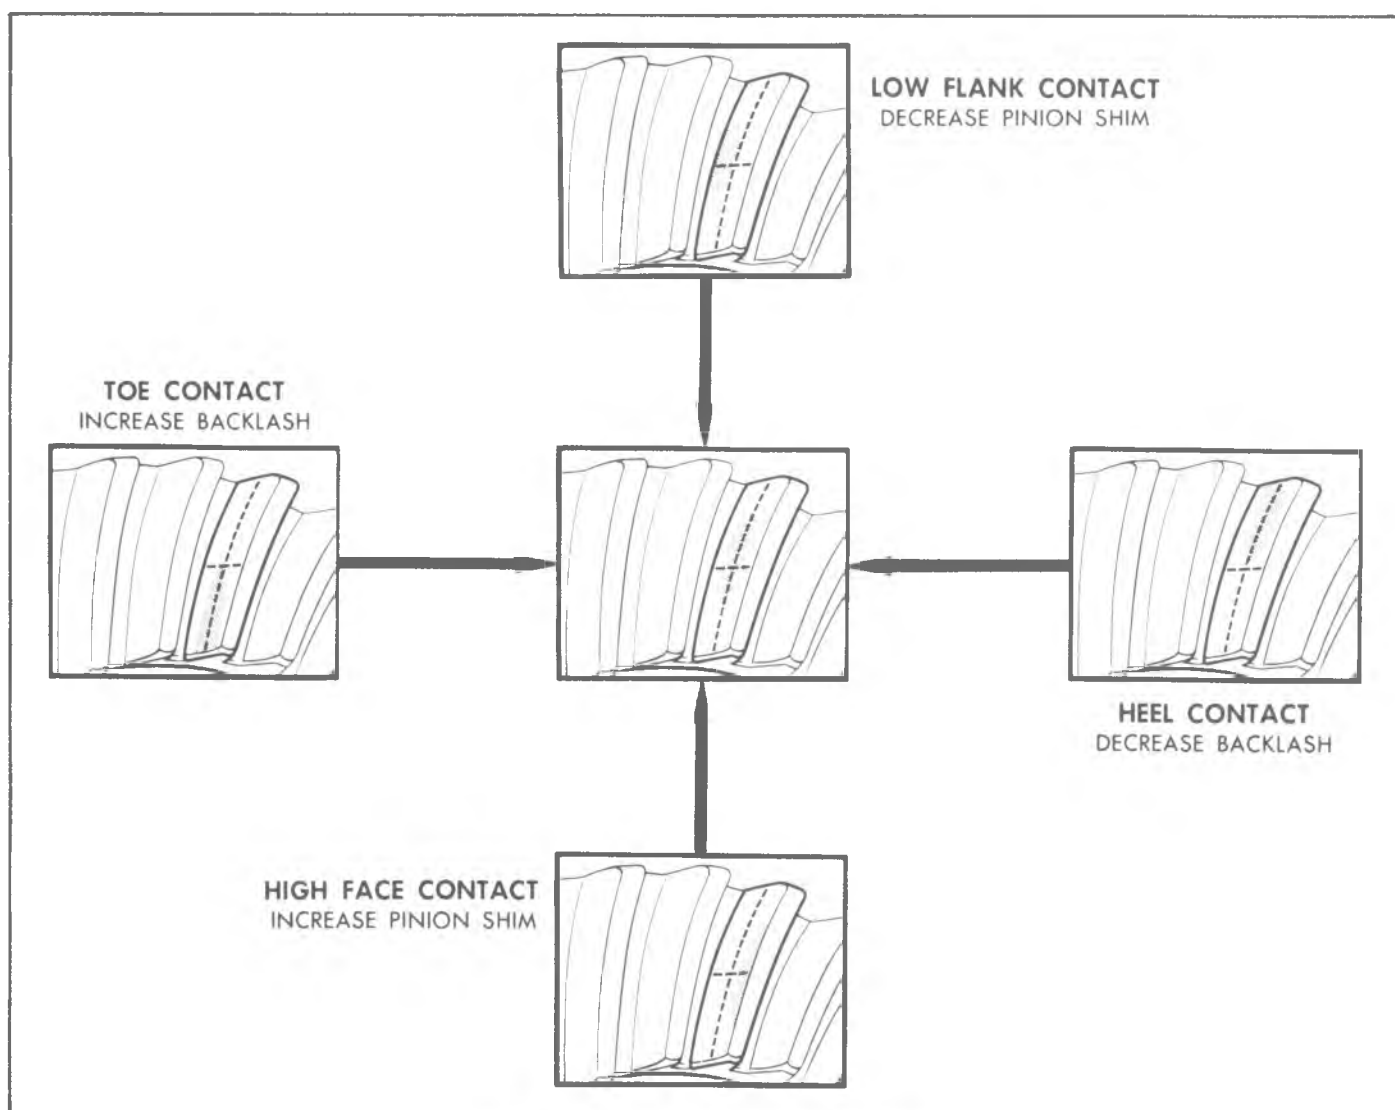 LOW FLANK CONTACT
DECREASE PINION SHIM
TOE CONTACT
INCREASE BACKLASH
HEEL CONTACT
DECREASE BACKLASH
HIGH FACE CONTACT
INCREASE PINION SHIM